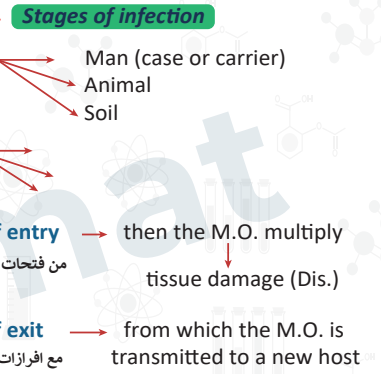 Stages of infection
Man (case or carrier)
Animal
Soil
entry → then the M.O. multiply
من فتحات
tissue damage (Dis.)
exit → from which the M.O. is
مع افرازات transmitted to a new host
mat